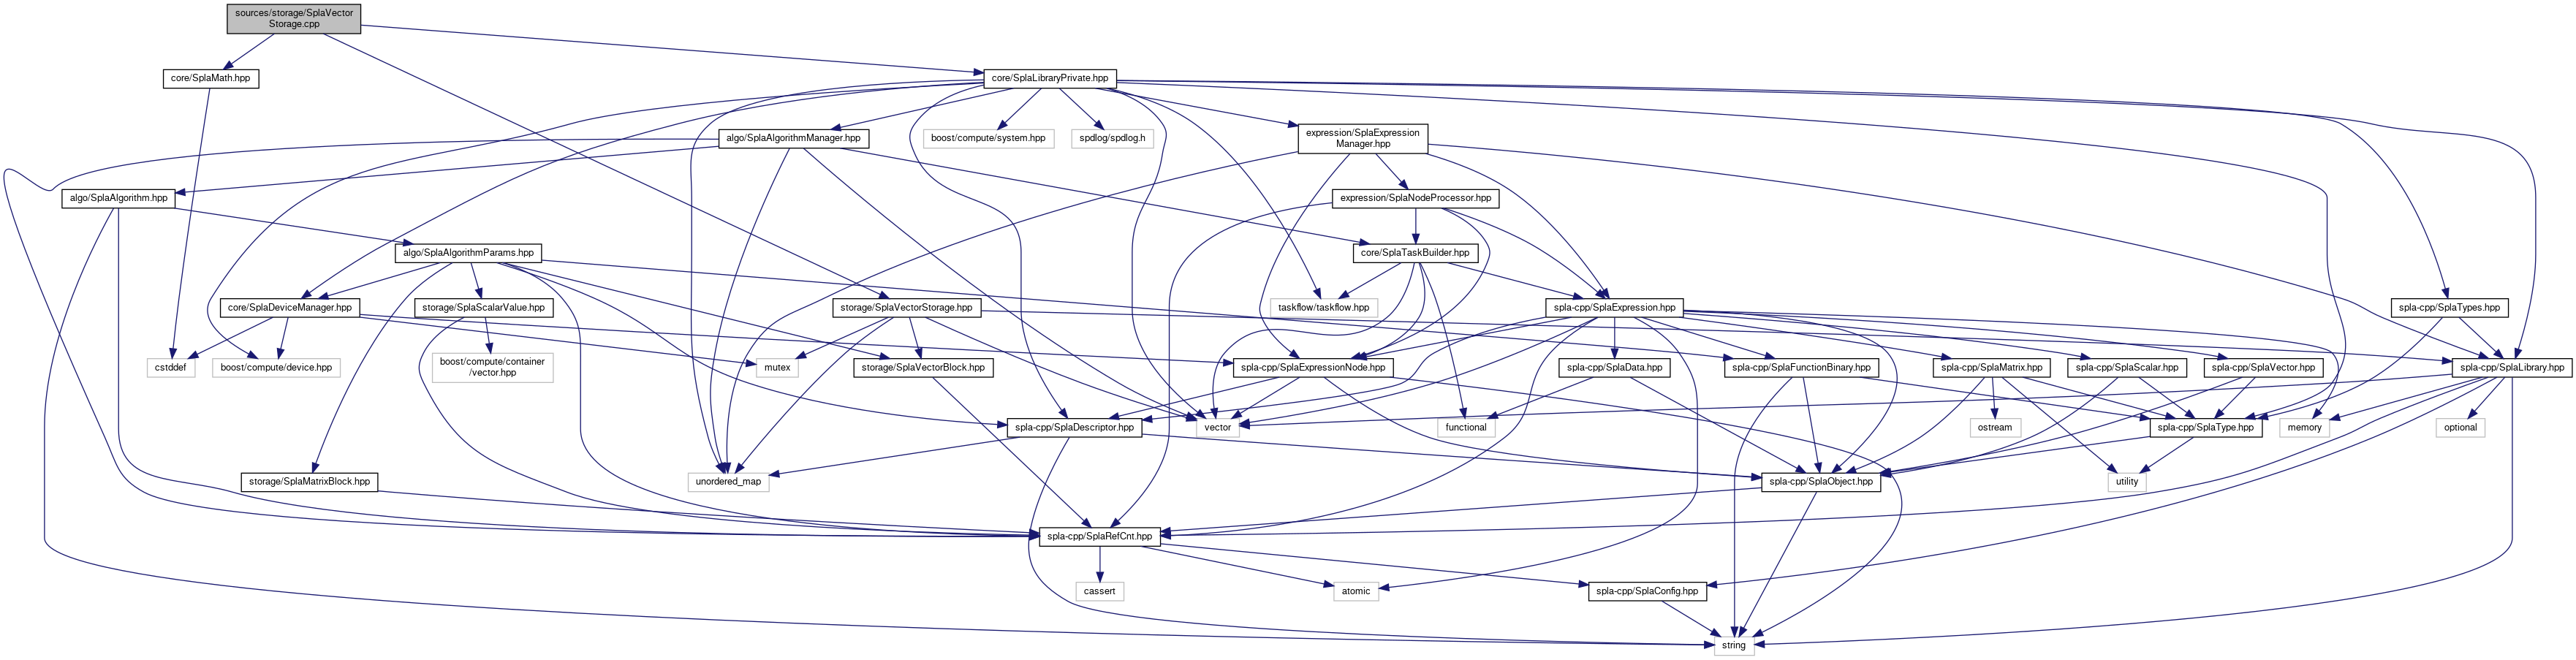 sources/storage/SplaVector
Storage.cpp
core/SplaMath.hpp
core/SplaLibraryPrivate.hpp
algo/SplaAlgorithmManager.hpp
boost/compute/system.hpp
spdlog/spdlog.h
expression/SplaExpression
Manager.hpp
algo/SplaAlgorithm.hpp
expression/SplaNodeProcessor.hpp
algo/SplaAlgorithmParams.hpp
core/SplaTaskBuilder.hpp
core/SplaDeviceManager.hpp
storage/SplaScalarValue.hpp
storage/SplaVectorStorage.hpp
taskflow/taskflow.hpp
spla-cpp/SplaExpression.hpp
spla-cpp/SplaTypes.hpp
cstddef
boost/compute/device.hpp
boost/compute/container
/vector.hpp
mutex
storage/SplaVectorBlock.hpp
spla-cpp/SplaExpressionNode.hpp
spla-cpp/SplaData.hpp
spla-cpp/SplaFunctionBinary.hpp
spla-cpp/SplaMatrix.hpp
spla-cpp/SplaScalar.hpp
spla-cpp/SplaVector.hpp
spla-cpp/SplaLibrary.hpp
spla-cpp/SplaDescriptor.hpp
vector
functional
ostream
spla-cpp/SplaType.hpp
memory
optional
storage/SplaMatrixBlock.hpp
unordered_map
spla-cpp/SplaObject.hpp
utility
spla-cpp/SplaRefCnt.hpp
cassert
atomic
spla-cpp/SplaConfig.hpp
string